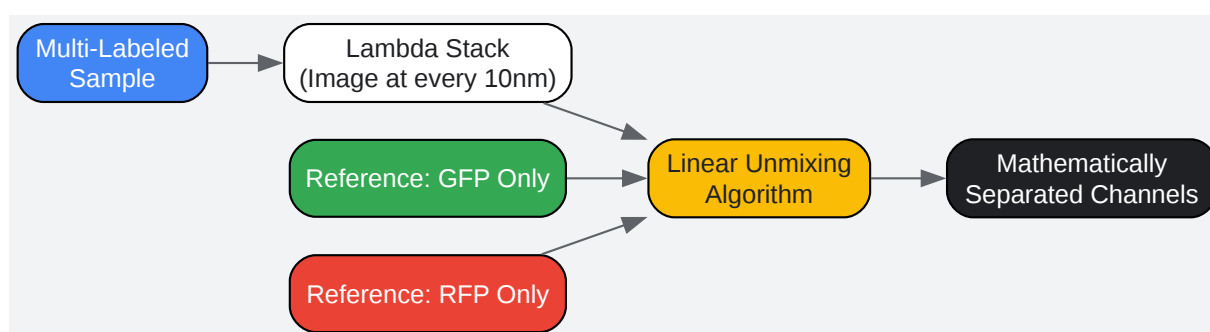 Multi-Labeled
Sample
Lambda Stack
(Image at every 10nm)
Reference: GFP Only
Linear Unmixing
Algorithm
Mathematically
Separated Channels
Reference: RFP Only